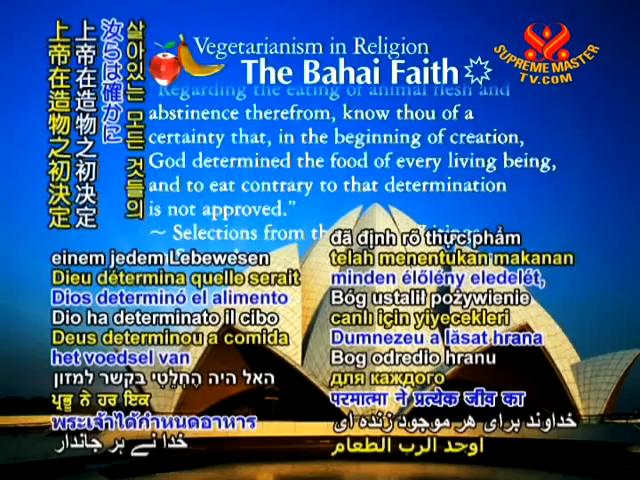 Vegetarianism in Religion
The Bahai Faith
SUPREME MASTER
TV.COM
"Regarding the eating of animal flesh and
abstinence therefrom, know thou of a
certainty that, in the beginning of creation,
God determined the food of every living being,
and to eat contrary to that determination
is not approved."
~ Selections from
살아있는 모든 것들의
汝らは確かに
上帝在造物之初决定
上帝在造物之初決定
einem jedem Lebewesen
Dieu détermina quelle serait
Dios determinó el alimento
Dio ha determinato il cibo
Deus determinou a comida
het voedsel van
האל היה החלטי בקשר למזון
ਪ੍ਰਭੂ ਨੇ ਹਰ ਇਕ
พระเจ้าได้กำหนดอาหาร
خدا نے ہر جاندار
đã định rõ thực phẩm
telah menentukan makanan
minden élőlény eledelét,
Bóg ustalił pożywienie
canlı için yiyecekleri
Dumnezeu a lăsat hrana
Bog odredio hranu
для каждого
परमात्मा ने प्रत्येक जीव का
خداوند برای هر موجود زنده ای
اوجد الرب الطعام